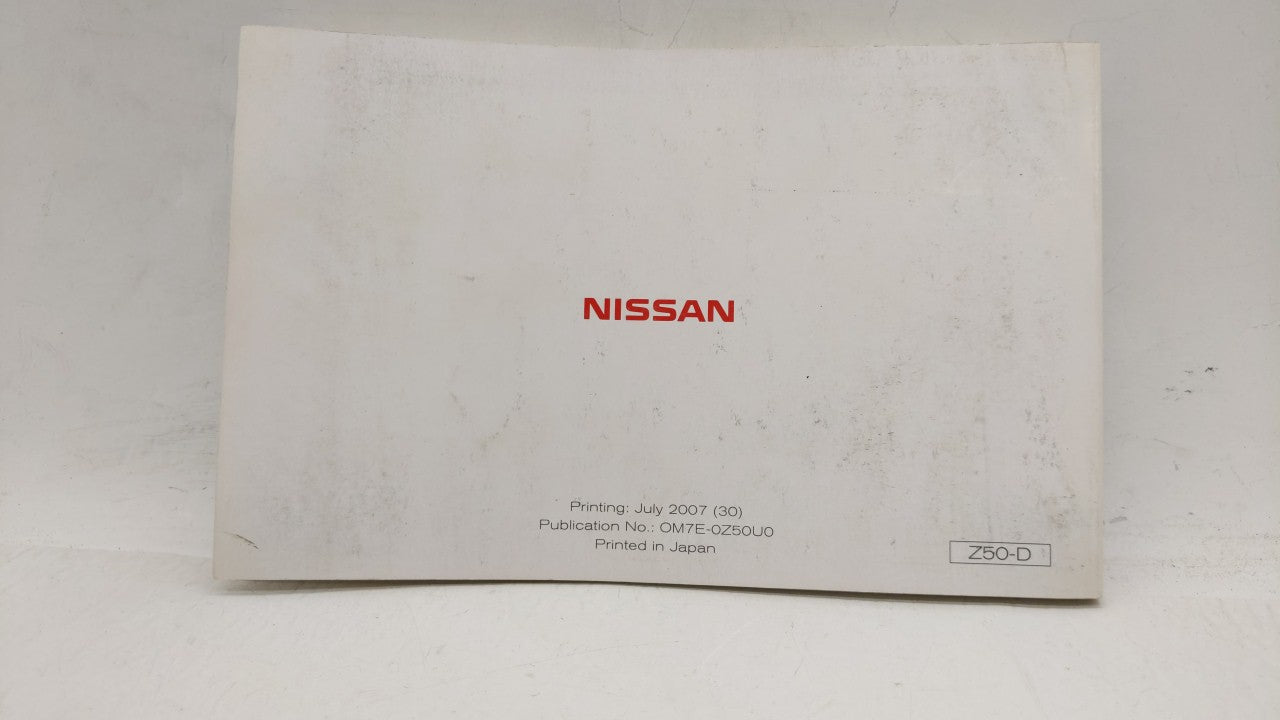 NISSAN
Printing: July 2007 (30)
Publication No.: OM7E-0Z50U0
Printed in Japan
Z50-D